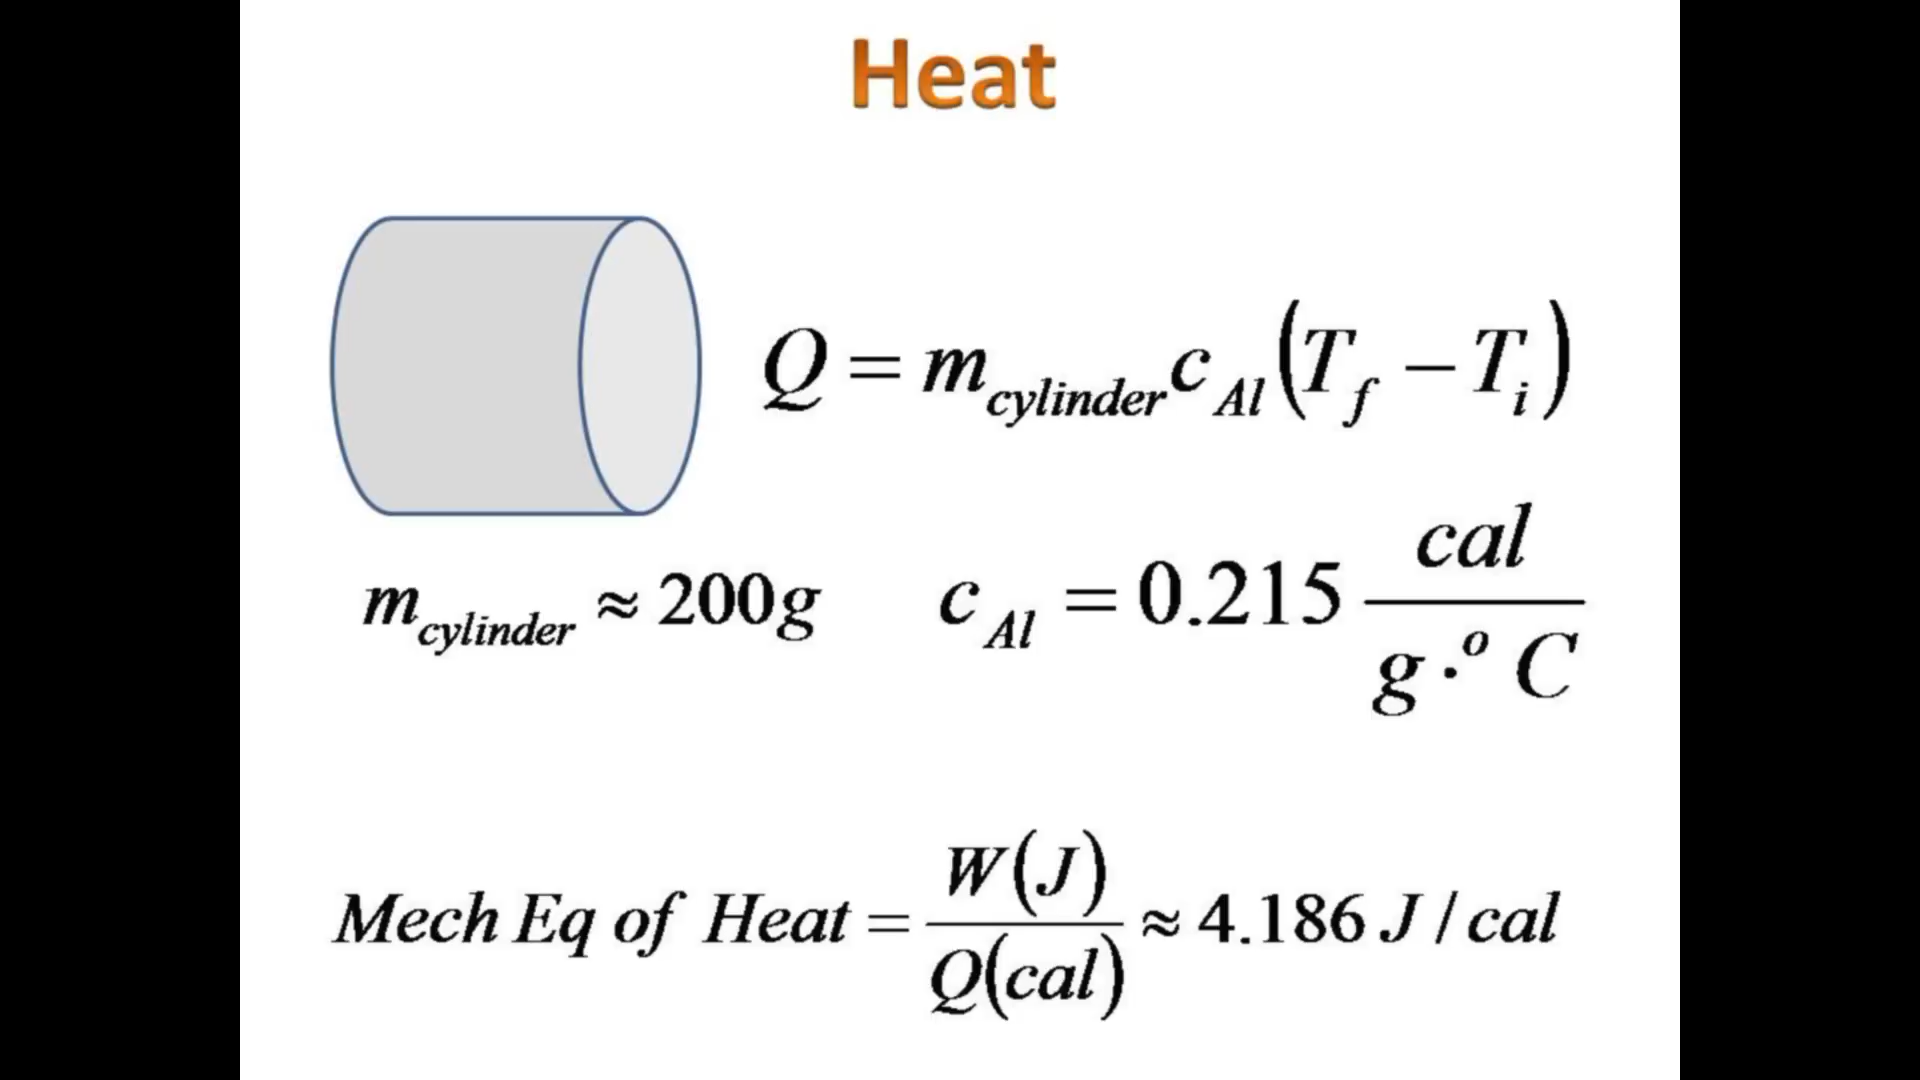 Heat
Q = m_cylinder c_Al (T_f − T_i)
m_cylinder ≈ 200g
c_Al = 0.215 cal / g·°C
Mech Eq of Heat = W(J) / Q(cal) ≈ 4.186 J / cal